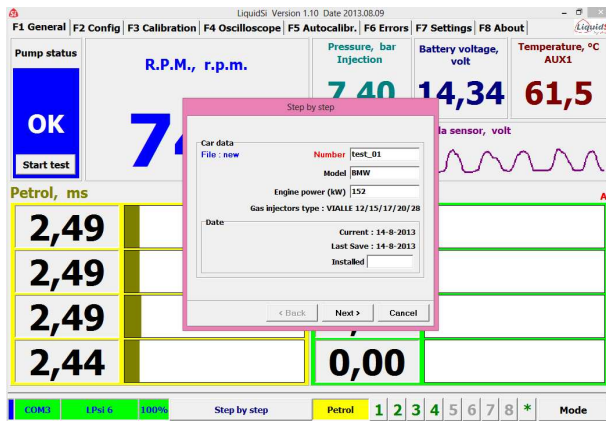 LiquidSi Version 1.10 Date 2013.08.09
F1 General F2 Config F3 Calibration F4 Oscilloscope F5 Autocalibr. F6 Errors F7 Settings F8 About
Pump status
OK
Start test
R.P.M., r.p.m.
Pressure, bar
Injection
7,40
Battery voltage,
volt
14,34
Temperature, °C
AUX1
61,5
sensor, volt
Step by step
Car data
File : new
Number test_01
Model BMW
Engine power (kW) 152
Gas injectors type : VIALLE 12/15/17/20/28
Date
Current : 14-8-2013
Last Save : 14-8-2013
Installed
< Back Next > Cancel
Petrol, ms
2,49
2,49
2,49
2,44
0,00
COM3 LPsi 6 100% Step by step Petrol 1 2 3 4 5 6 7 8 * Mode